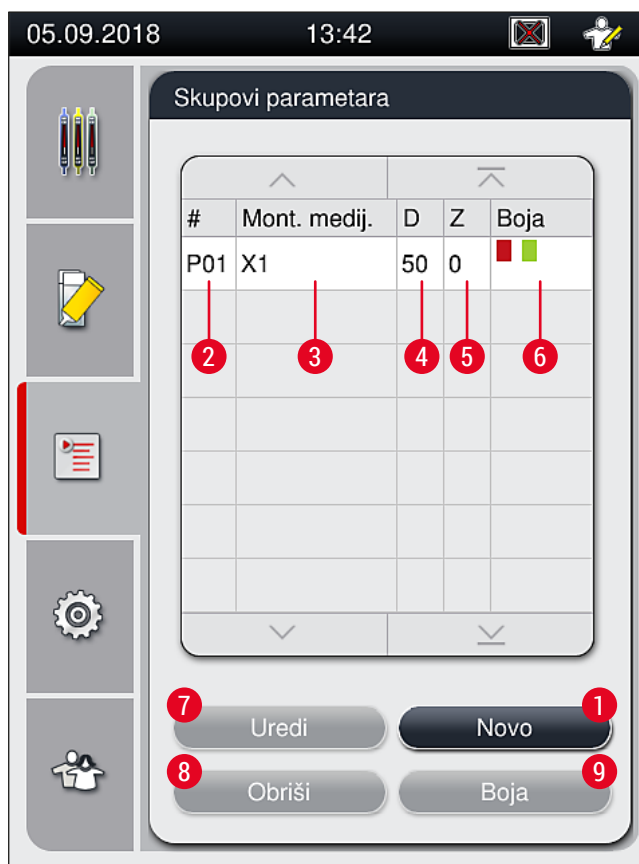 05.09.2018 13:42
Skupovi parametara
# Mont. medij. D Z Boja
P01 X1 50 0
2 3 4 5 6
7 1
Uredi Novo
8 9
Obriši Boja